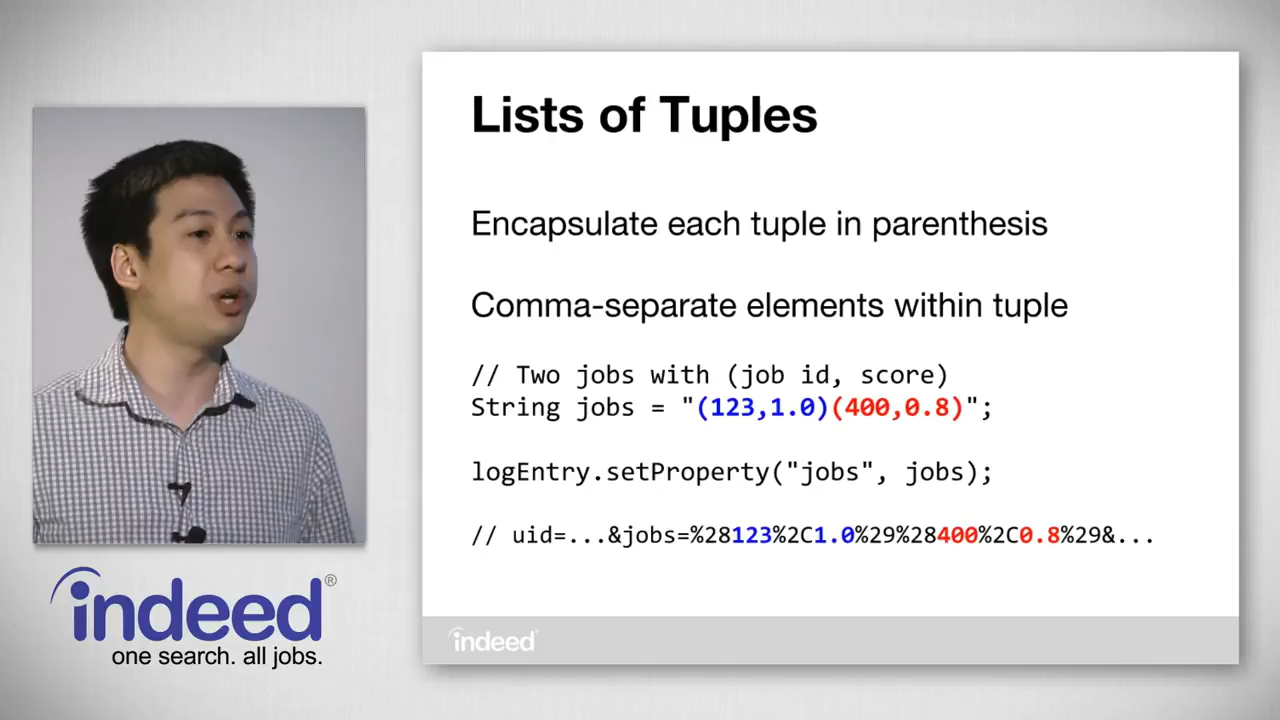 Lists of Tuples
Encapsulate each tuple in parenthesis
Comma-separate elements within tuple
// Two jobs with (job id, score)
String jobs = "(123,1.0)(400,0.8)";
logEntry.setProperty("jobs", jobs);
// uid=...&jobs=%28123%2C1.0%29%28400%2C0.8%29&...
indeed
indeed®
one search. all jobs.